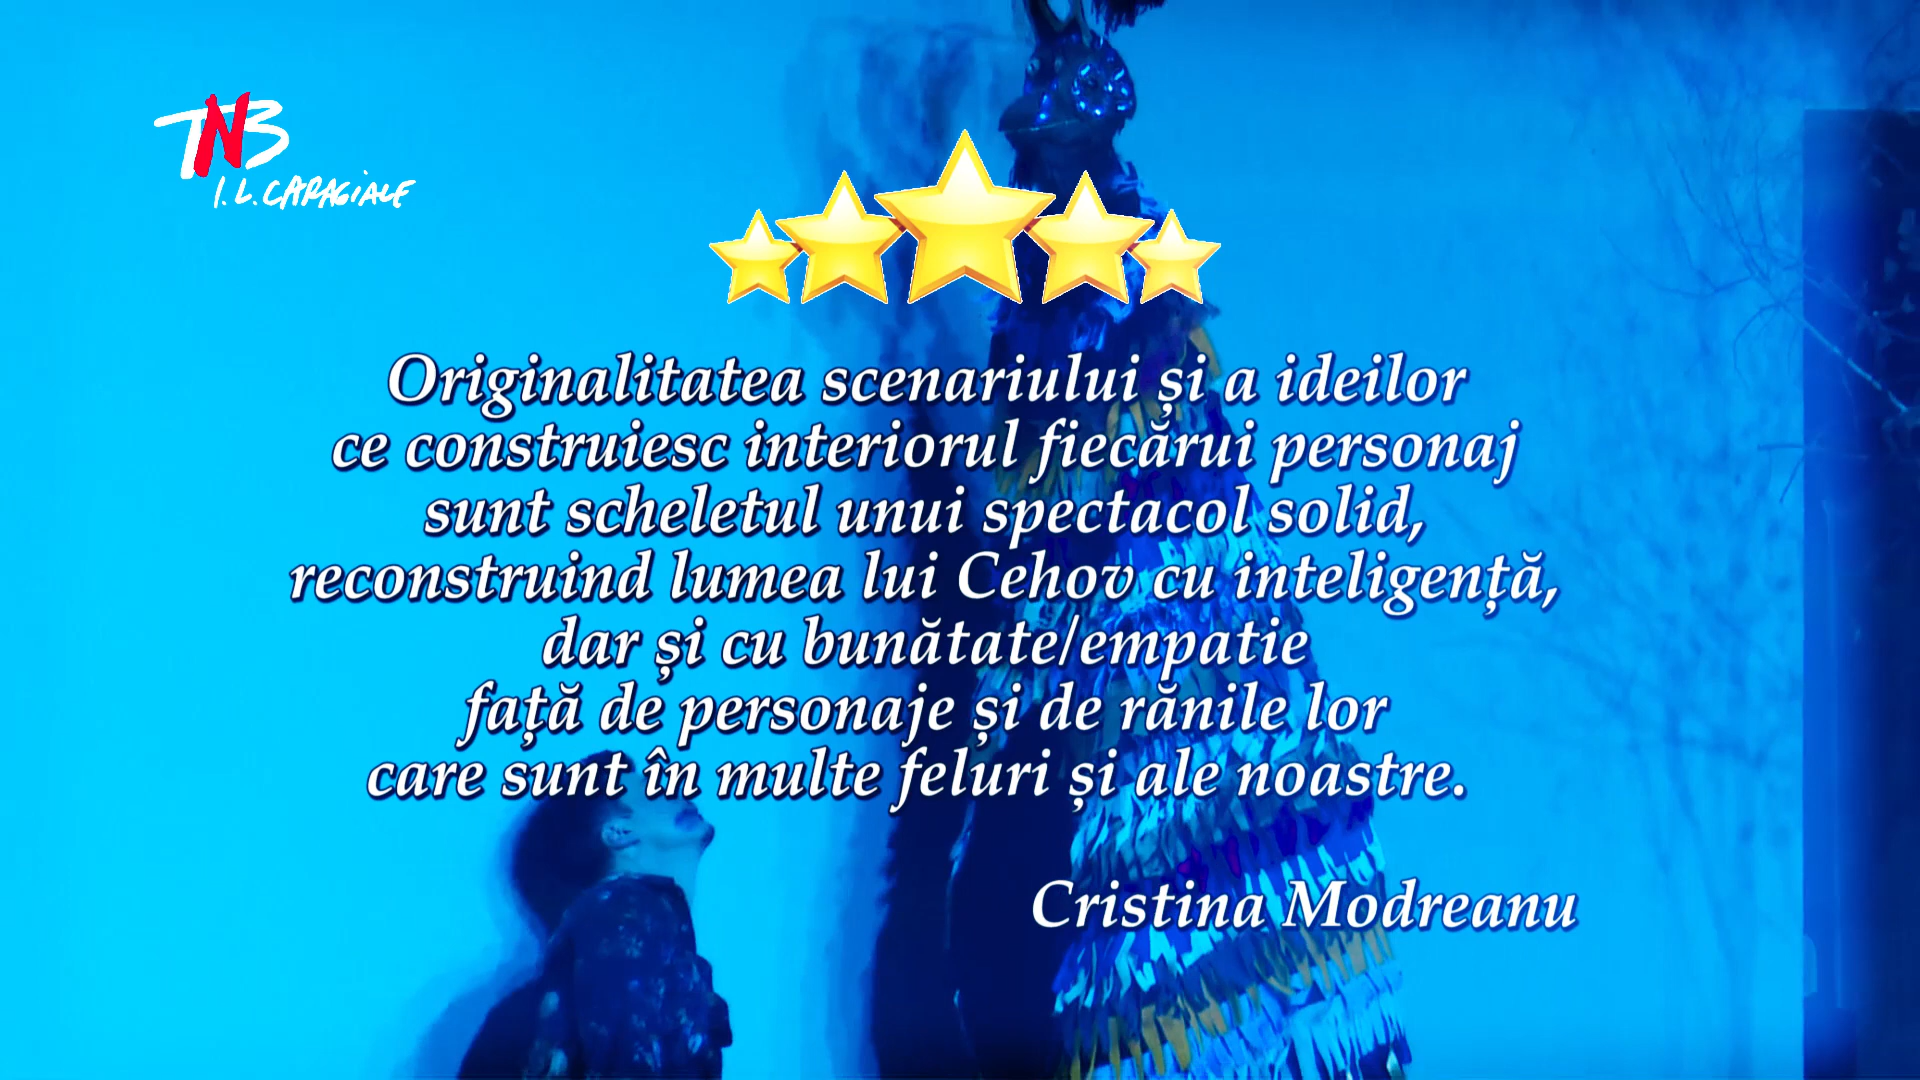 TNB
I.L. CARAGIALE
Originalitatea scenariului și a ideilor
ce construiesc interiorul fiecărui personaj
sunt scheletul unui spectacol solid,
reconstruind lumea lui Cehov cu inteligență,
dar și cu bunătate/empatie
față de personaje și de rănile lor
care sunt în multe feluri și ale noastre.
Cristina Modreanu